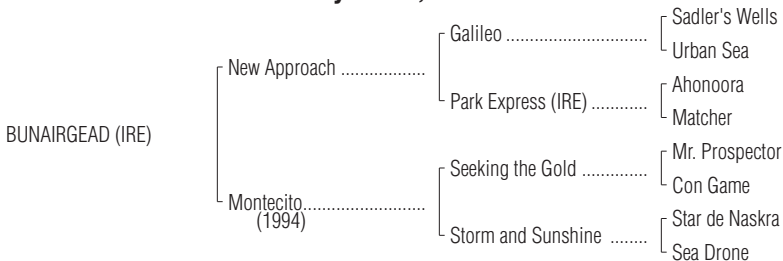 Sadler's Wells
Galileo .............................
Urban Sea
New Approach ..................
Ahonoora
Park Express (IRE) ............
Matcher
BUNAIRGEAD (IRE)
Mr. Prospector
Seeking the Gold ..............
Con Game
Montecito.........................
(1994)
Star de Naskra
Storm and Sunshine ........
Sea Drone